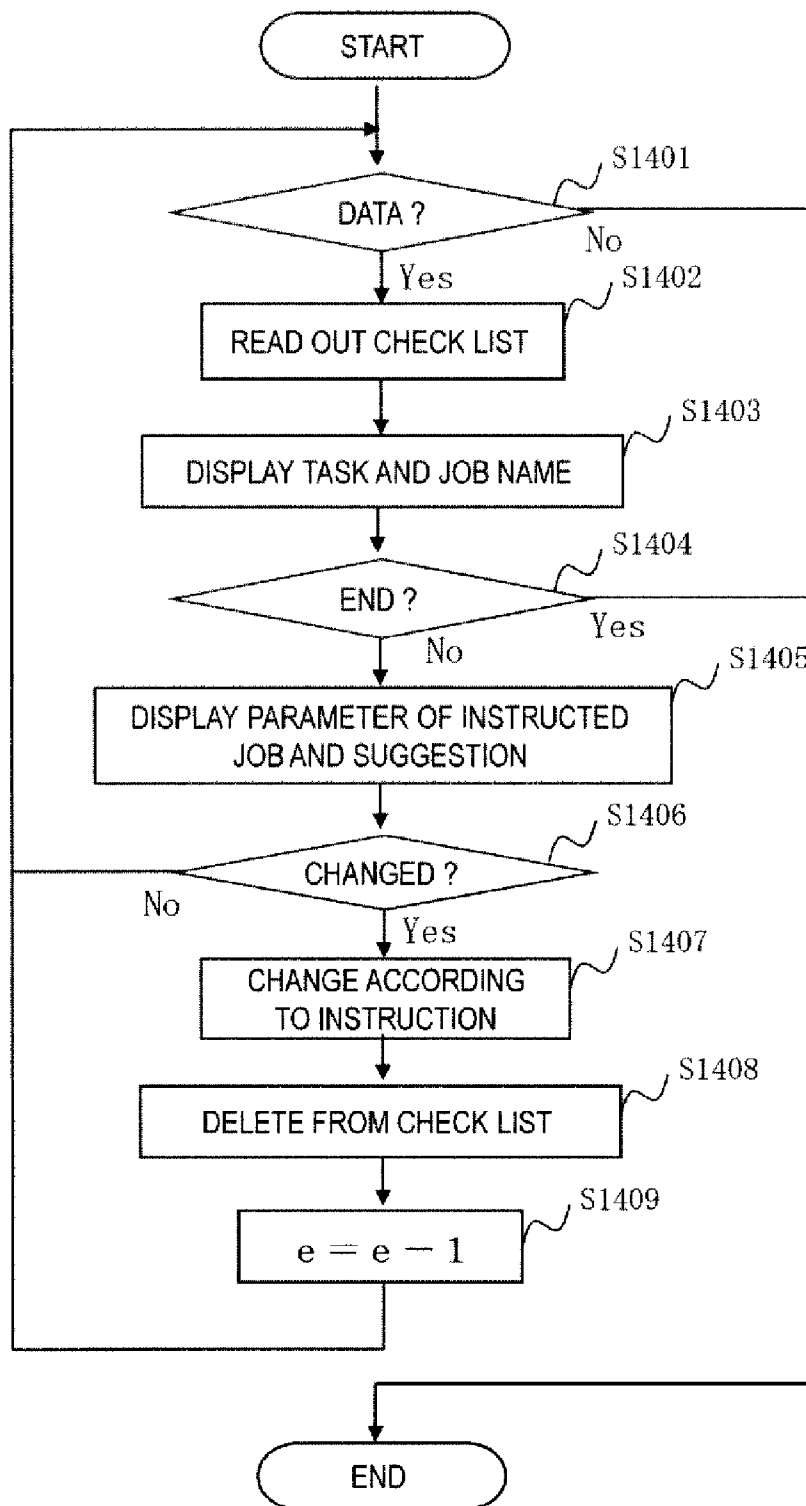 START
S1401
DATA ?
No
Yes
S1402
READ OUT CHECK LIST
S1403
DISPLAY TASK AND JOB NAME
S1404
END ?
Yes
No
S1405
DISPLAY PARAMETER OF INSTRUCTED
JOB AND SUGGESTION
S1406
CHANGED ?
No
Yes
S1407
CHANGE ACCORDING
TO INSTRUCTION
S1408
DELETE FROM CHECK LIST
S1409
e = e - 1
END